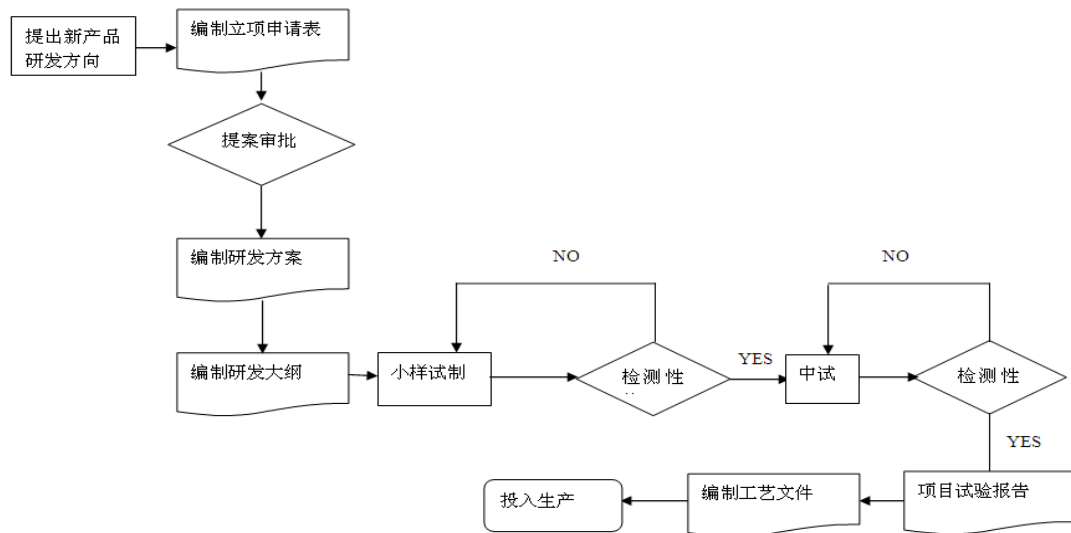 提出新产品
研发方向
编制立项申请表
提案审批
编制研发方案
编制研发大纲
小样试制
NO
检测性
YES
中试
NO
检测性
YES
项目试验报告
编制工艺文件
投入生产